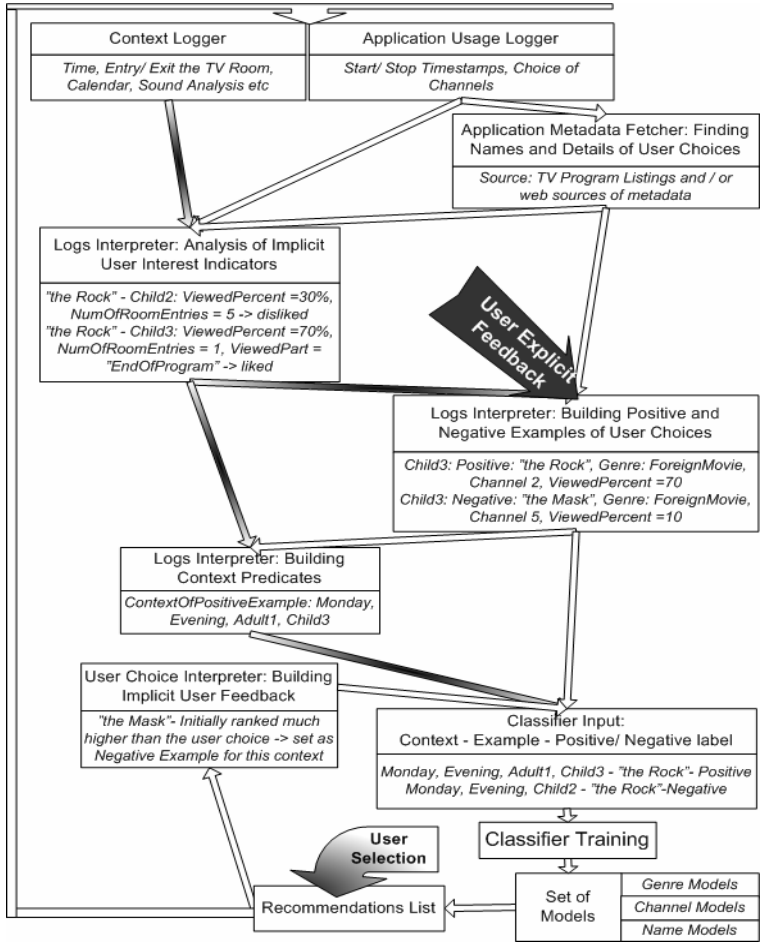 Context Logger
Time, Entry/ Exit the TV Room,
Calendar, Sound Analysis etc
Application Usage Logger
Start/ Stop Timestamps, Choice of
Channels
Application Metadata Fetcher: Finding
Names and Details of User Choices
Source: TV Program Listings and / or
web sources of metadata
Logs Interpreter: Analysis of Implicit
User Interest Indicators
"the Rock" - Child2: ViewedPercent =30%,
NumOfRoomEntries = 5 -> disliked
"the Rock" - Child3: ViewedPercent =70%,
NumOfRoomEntries = 1, ViewedPart =
"EndOfProgram" -> liked
User Explicit
Feedback
Logs Interpreter: Building Positive and
Negative Examples of User Choices
Child3: Positive: "the Rock", Genre: ForeignMovie,
Channel 2, ViewedPercent =70
Child3: Negative: "the Mask", Genre: ForeignMovie,
Channel 5, ViewedPercent =10
Logs Interpreter: Building
Context Predicates
ContextOfPositiveExample: Monday,
Evening, Adult1, Child3
User Choice Interpreter: Building
Implicit User Feedback
"the Mask"- Initially ranked much
higher than the user choice -> set as
Negative Example for this context
Classifier Input:
Context - Example - Positive/ Negative label
Monday, Evening, Adult1, Child3 - "the Rock"- Positive
Monday, Evening, Child2 - "the Rock"-Negative
Classifier Training
User
Selection
Recommendations List
Set of
Models
Genre Models
Channel Models
Name Models